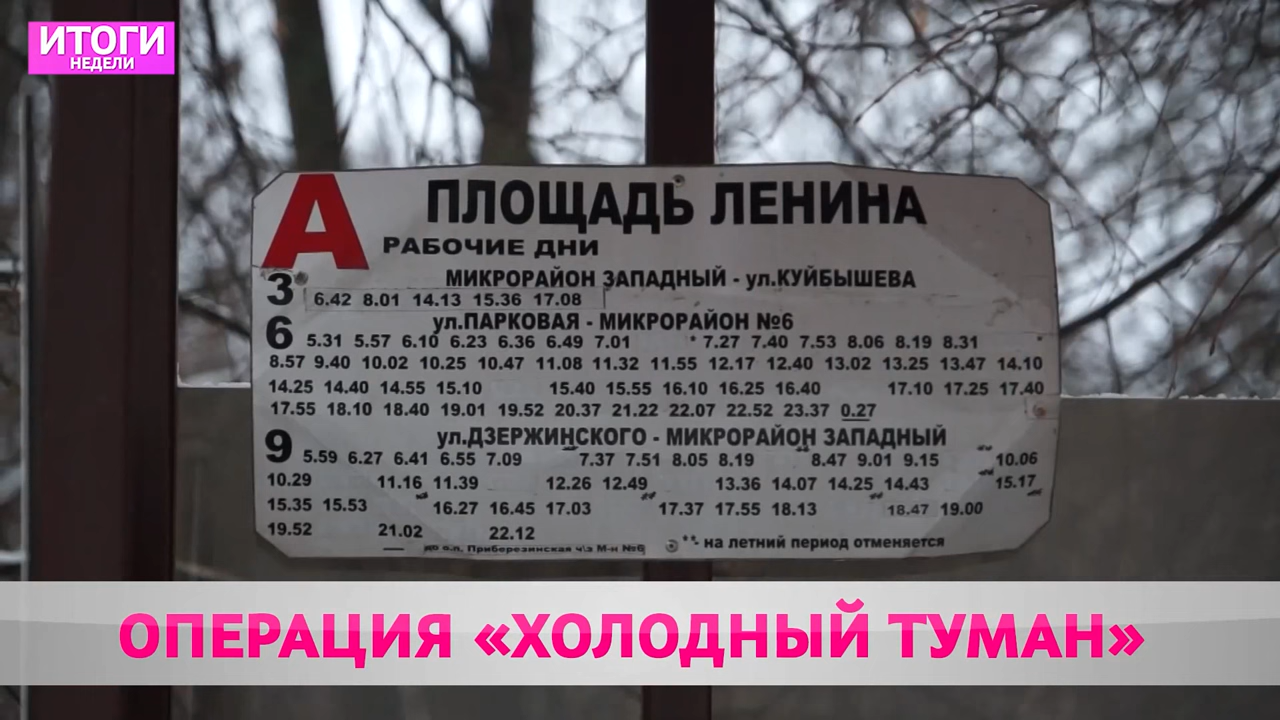 ИТОГИ
НЕДЕЛИ
А ПЛОЩАДЬ ЛЕНИНА
РАБОЧИЕ ДНИ
3 МИКРОРАЙОН ЗАПАДНЫЙ - ул.КУЙБЫШЕВА
6.42 8.01 14.13 15.36 17.08
6 ул.ПАРКОВАЯ - МИКРОРАЙОН №6
5.31 5.57 6.10 6.23 6.36 6.49 7.01 * 7.27 7.40 7.53 8.06 8.19 8.31
8.57 9.40 10.02 10.25 10.47 11.08 11.32 11.55 12.17 12.40 13.02 13.25 13.47 14.10
14.25 14.40 14.55 15.10 15.40 15.55 16.10 16.25 16.40 17.10 17.25 17.40
17.55 18.10 18.40 19.01 19.52 20.37 21.22 22.07 22.52 23.37 0.27
9 ул.ДЗЕРЖИНСКОГО - МИКРОРАЙОН ЗАПАДНЫЙ
5.59 6.27 6.41 6.55 7.09 7.37 7.51 8.05 8.19 8.47 9.01 9.15 10.06
10.29 11.16 11.39 12.26 12.49 13.36 14.07 14.25 14.43 15.17
15.35 15.53 16.27 16.45 17.03 17.37 17.55 18.13 18.47 19.00
19.52 21.02 22.12
до о.п. Приберезинская ч/з М-н №6 ** - на летний период отменяется
ОПЕРАЦИЯ «ХОЛОДНЫЙ ТУМАН»